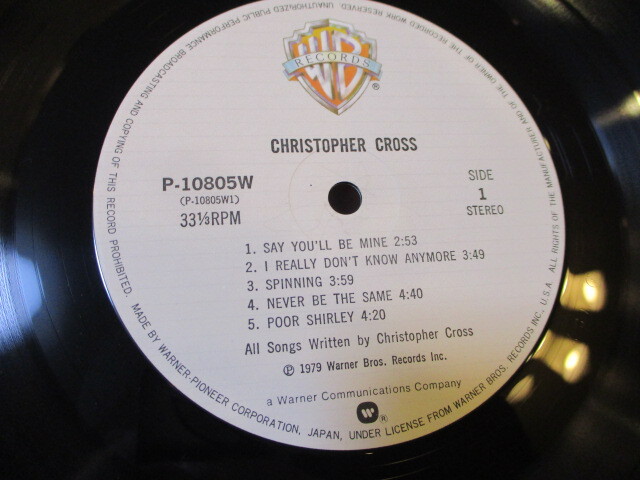 WB
RECORDS
®
CHRISTOPHER CROSS
P-10805W
(P-10805W1)
33⅓RPM
SIDE
1
STEREO
1. SAY YOU'LL BE MINE 2:53
2. I REALLY DON'T KNOW ANYMORE 3:49
3. SPINNING 3:59
4. NEVER BE THE SAME 4:40
5. POOR SHIRLEY 4:20
All Songs Written by Christopher Cross
℗ 1979 Warner Bros. Records Inc.
a Warner Communications Company
®
MADE BY WARNER-PIONEER CORPORATION, JAPAN, UNDER LICENSE FROM WARNER BROS. RECORDS INC., U.S.A. ALL RIGHTS OF THE MANUFACTURER AND OF THE OWNER OF THE RECORDED WORK RESERVED. UNAUTHORIZED PUBLIC PERFORMANCE BROADCASTING AND COPYING OF THIS RECORD PROHIBITED.